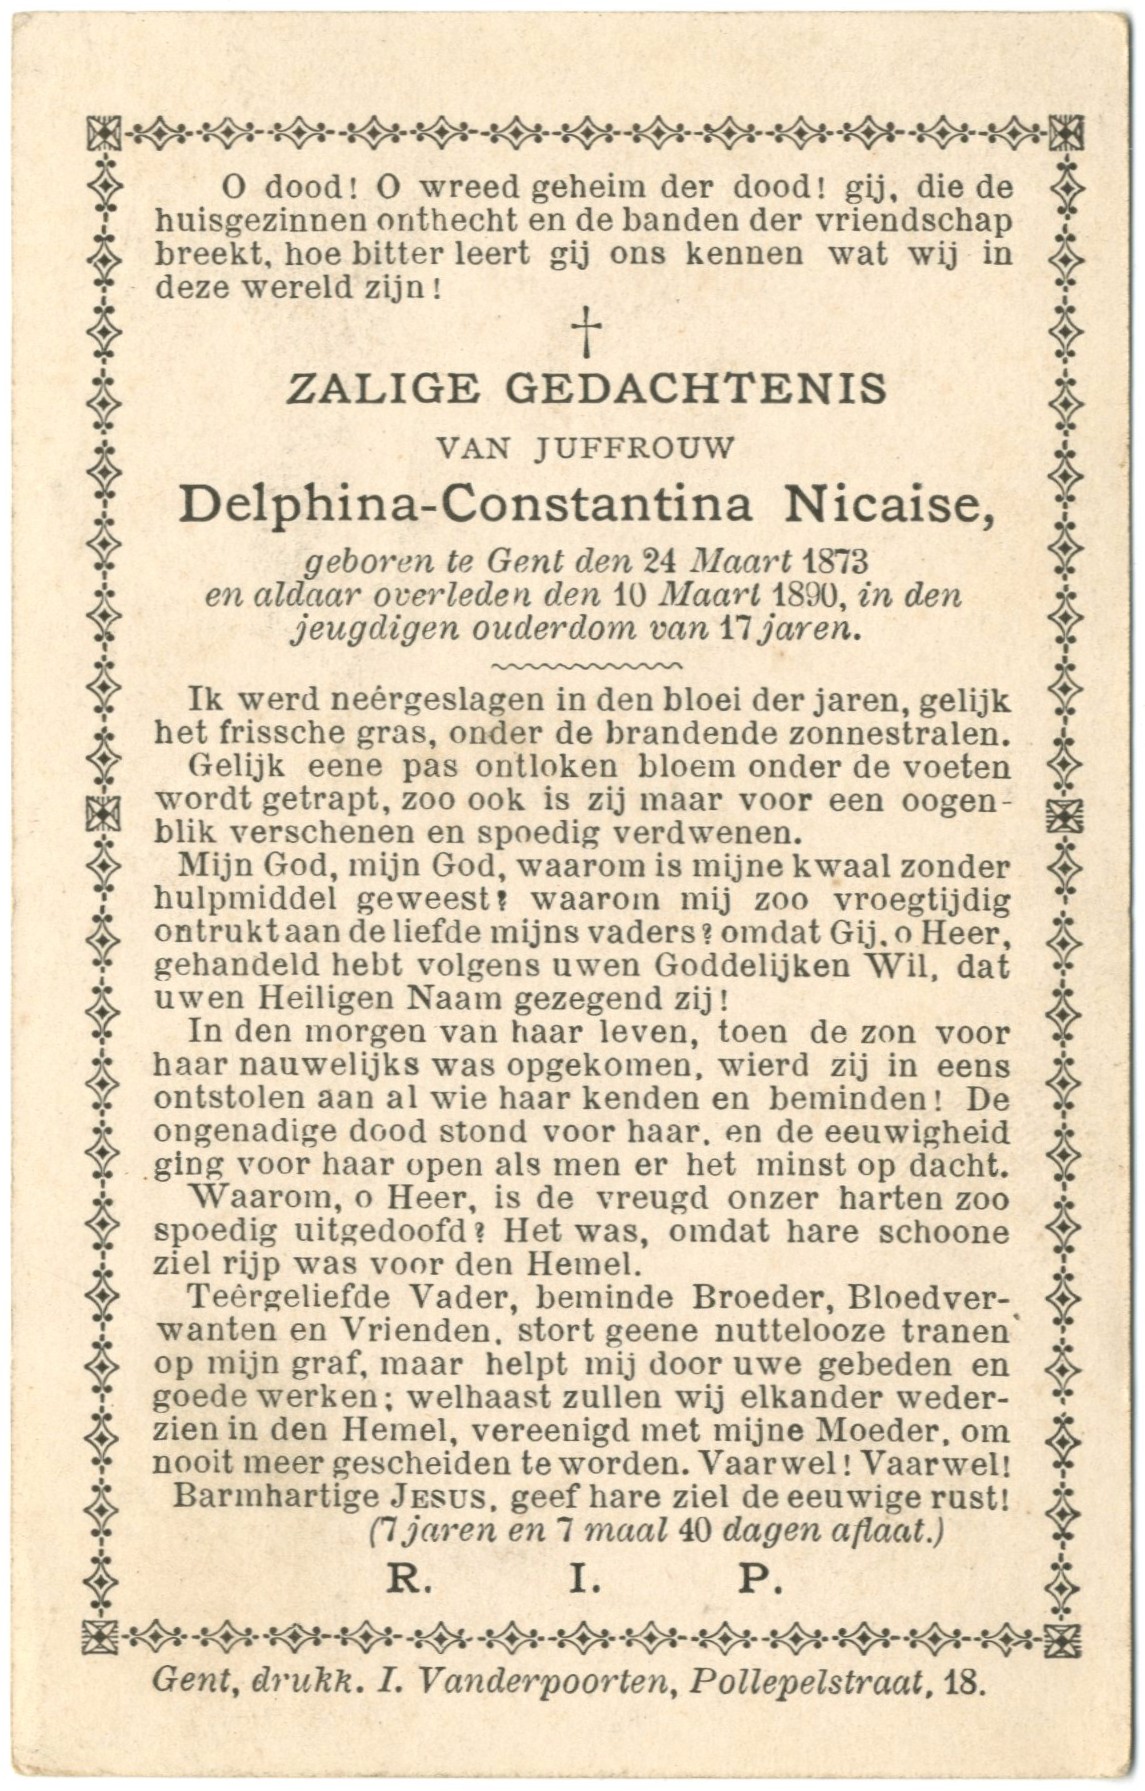 O dood! O wreed geheim der dood! gij, die de
huisgezinnen onthecht en de banden der vriendschap
breekt, hoe bitter leert gij ons kennen wat wij in
deze wereld zijn!
†
ZALIGE GEDACHTENIS
VAN JUFFROUW
Delphina-Constantina Nicaise,
geboren te Gent den 24 Maart 1873
en aldaar overleden den 10 Maart 1890, in den
jeugdigen ouderdom van 17 jaren.
Ik werd neêrgeslagen in den bloei der jaren, gelijk
het frissche gras, onder de brandende zonnestralen.
Gelijk eene pas ontloken bloem onder de voeten
wordt getrapt, zoo ook is zij maar voor een oogen-
blik verschenen en spoedig verdwenen.
Mijn God, mijn God, waarom is mijne kwaal zonder
hulpmiddel geweest? waarom mij zoo vroegtijdig
ontrukt aan de liefde mijns vaders? omdat Gij, o Heer,
gehandeld hebt volgens uwen Goddelijken Wil, dat
uwen Heiligen Naam gezegend zij!
In den morgen van haar leven, toen de zon voor
haar nauwelijks was opgekomen, wierd zij in eens
ontstolen aan al wie haar kenden en beminden! De
ongenadige dood stond voor haar, en de eeuwigheid
ging voor haar open als men er het minst op dacht.
Waarom, o Heer, is de vreugd onzer harten zoo
spoedig uitgedoofd? Het was, omdat hare schoone
ziel rijp was voor den Hemel.
Teêrgeliefde Vader, beminde Broeder, Bloedver-
wanten en Vrienden, stort geene nuttelooze tranen
op mijn graf, maar helpt mij door uwe gebeden en
goede werken; welhaast zullen wij elkander weder-
zien in den Hemel, vereenigd met mijne Moeder, om
nooit meer gescheiden te worden. Vaarwel! Vaarwel!
Barmhartige JESUS, geef hare ziel de eeuwige rust!
(7 jaren en 7 maal 40 dagen aflaat.)
R. I. P.
Gent, drukk. I. Vanderpoorten, Pollepelstraat, 18.